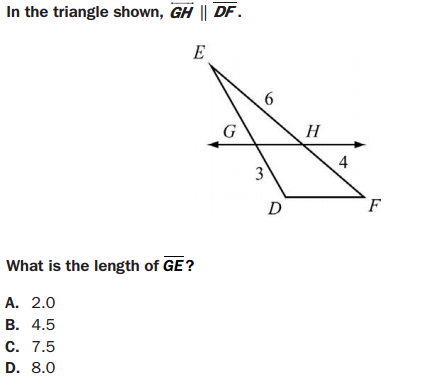 In the triangle shown, GH || DF.
E
6
G H
4
3
D F
What is the length of GE?
A. 2.0
B. 4.5
C. 7.5
D. 8.0